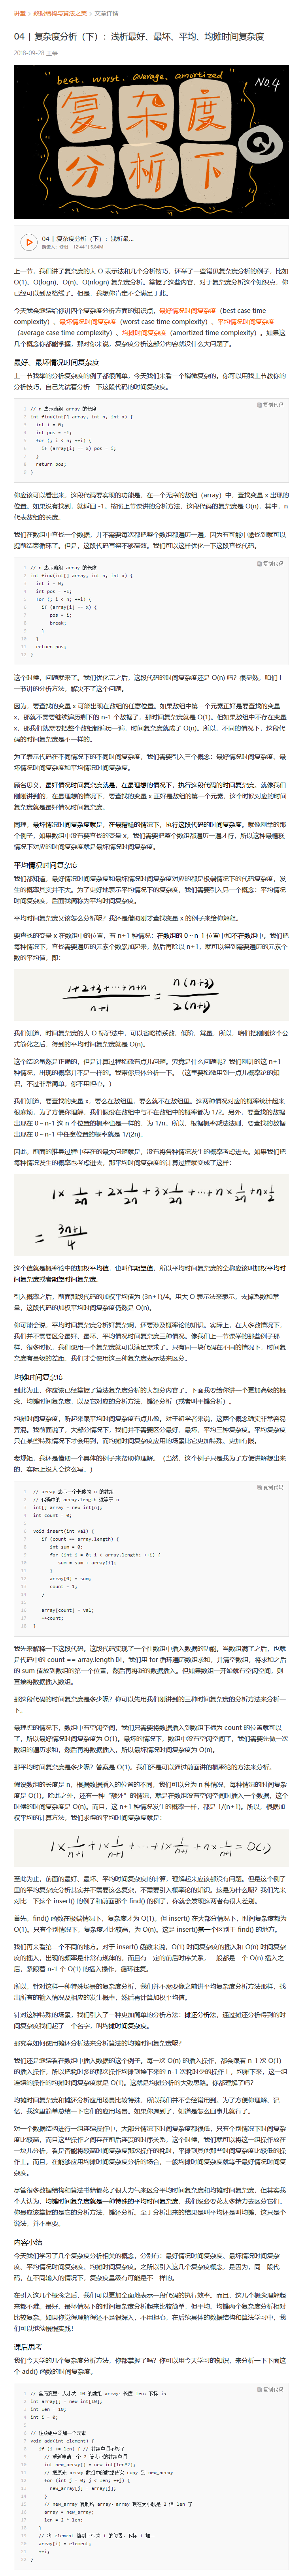 讲堂 > 数据结构与算法之美 > 文章详情
04 | 复杂度分析（下）：浅析最好、最坏、平均、均摊时间复杂度
2018-09-28 王争
best. worst. average. amortized
No.4
复杂度
分析下
04 | 复杂度分析（下）：浅析最...
上一节，我们讲了复杂度的大 O 表示法和几个分析技巧，还举了一些常见复杂度分析的例子，比如
O(1)、O(logn)、O(n)、O(nlogn) 复杂度分析。掌握了这些内容，对于复杂度分析这个知识点，你
已经可以到及格线了。但是，我想你肯定不会满足于此。
今天我会继续给你讲四个复杂度分析方面的知识点，最好情况时间复杂度（best case time
complexity）、最坏情况时间复杂度（worst case time complexity）、平均情况时间复杂度
（average case time complexity）、均摊时间复杂度（amortized time complexity）。如果这
几个概念你都能掌握，那对你来说，复杂度分析这部分内容就没什么大问题了。
最好、最坏情况时间复杂度
上一节我举的分析复杂度的例子都很简单，今天我们来看一个稍微复杂的。你可以用我上节教你的
分析技巧，自己先试着分析一下这段代码的时间复杂度。
复制代码
1 // n 表示数组 array 的长度
2 int find(int[] array, int n, int x) {
3 int i = 0;
4 int pos = -1;
5 for (; i < n; ++i) {
6 if (array[i] == x) pos = i;
7 }
8 return pos;
9 }
你应该可以看出来，这段代码要实现的功能是，在一个无序的数组（array）中，查找变量 x 出现的
位置。如果没有找到，就返回 -1。按照上节课讲的分析方法，这段代码的复杂度是 O(n)，其中，n
代表数组的长度。
我们在数组中查找一个数据，并不需要每次都把整个数组都遍历一遍，因为有可能中途找到就可以
提前结束循环了。但是，这段代码写得不够高效。我们可以这样优化一下这段查找代码。
复制代码
1 // n 表示数组 array 的长度
2 int find(int[] array, int n, int x) {
3 int i = 0;
4 int pos = -1;
5 for (; i < n; ++i) {
6 if (array[i] == x) {
7 pos = i;
8 break;
9 }
10 }
11 return pos;
12 }
这个时候，问题就来了。我们优化完之后，这段代码的时间复杂度还是 O(n) 吗？很显然，咱们上
一节讲的分析方法，解决不了这个问题。
因为，要查找的变量 x 可能出现在数组的任意位置。如果数组中第一个元素正好是要查找的变量
x，那就不需要继续遍历剩下的 n-1 个数据了，那时间复杂度就是 O(1)。但如果数组中不存在变量
x，那我们就需要把整个数组都遍历一遍，时间复杂度就成了 O(n)。所以，不同的情况下，这段代
码的时间复杂度是不一样的。
为了表示代码在不同情况下的不同时间复杂度，我们需要引入三个概念：最好情况时间复杂度、最
坏情况时间复杂度和平均情况时间复杂度。
顾名思义，最好情况时间复杂度就是，在最理想的情况下，执行这段代码的时间复杂度。就像我们
刚刚讲到的，在最理想的情况下，要查找的变量 x 正好是数组的第一个元素，这个时候对应的时间
复杂度就是最好情况时间复杂度。
同理，最坏情况时间复杂度就是，在最糟糕的情况下，执行这段代码的时间复杂度。就像刚举的那
个例子，如果数组中没有要查找的变量 x，我们需要把整个数组都遍历一遍才行，所以这种最糟糕
情况下对应的时间复杂度就是最坏情况时间复杂度。
平均情况时间复杂度
我们都知道，最好情况时间复杂度和最坏情况时间复杂度对应的都是极端情况下的代码复杂度，发
生的概率其实并不大。为了更好地表示平均情况下的复杂度，我们需要引入另一个概念：平均情况
时间复杂度，后面我简称为平均时间复杂度。
平均时间复杂度又该怎么分析呢？我还是借助刚才查找变量 x 的例子来给你解释。
要查找的变量 x 在数组中的位置，有 n+1 种情况：在数组的 0～n-1 位置中和不在数组中。我们把
每种情况下，查找需要遍历的元素个数累加起来，然后再除以 n+1，就可以得到需要遍历的元素个
数的平均值，即：
(1+2+3+···+n+n)/(n+1) = n(n+3)/2(n+1)
我们知道，时间复杂度的大 O 标记法中，可以省略掉系数、低阶、常量，所以，咱们把刚刚这个公
式简化之后，得到的平均时间复杂度就是 O(n)。
这个结论虽然是正确的，但是计算过程稍微有点儿问题。究竟是什么问题呢？我们刚讲的这 n+1
种情况，出现的概率并不是一样的。我带你具体分析一下。（这里要稍微用到一点儿概率论的知
识，不过非常简单，你不用担心。）
我们知道，要查找的变量 x，要么在数组里，要么就不在数组里。这两种情况对应的概率统计起来
很麻烦，为了方便你理解，我们假设在数组中与不在数组中的概率都为 1/2。另外，要查找的数据
出现在 0～n-1 这 n 个位置的概率也是一样的，为 1/n。所以，根据概率乘法法则，要查找的数据
出现在 0～n-1 中任意位置的概率就是 1/(2n)。
因此，前面的推导过程中存在的最大问题就是，没有将各种情况发生的概率考虑进去。如果我们把
每种情况发生的概率也考虑进去，那平均时间复杂度的计算过程就变成了这样：
1×1/2n + 2×1/2n + 3×1/2n + ··· + n×1/2n + n×1/2
= (3n+1)/4
这个值就是概率论中的加权平均值，也叫作期望值，所以平均时间复杂度的全称应该叫加权平均时
间复杂度或者期望时间复杂度。
引入概率之后，前面那段代码的加权平均值为 (3n+1)/4。用大 O 表示法来表示，去掉系数和常
量，这段代码的加权平均时间复杂度仍然是 O(n)。
你可能会说，平均时间复杂度分析好复杂啊，还要涉及概率论的知识。实际上，在大多数情况下，
我们并不需要区分最好、最坏、平均情况时间复杂度三种情况。像我们上一节课举的那些例子那
样，很多时候，我们使用一个复杂度就可以满足需求了。只有同一块代码在不同的情况下，时间复
杂度有量级的差距，我们才会使用这三种复杂度表示法来区分。
均摊时间复杂度
到此为止，你应该已经掌握了算法复杂度分析的大部分内容了。下面我要给你讲一个更加高级的概
念，均摊时间复杂度，以及它对应的分析方法，摊还分析（或者叫平摊分析）。
均摊时间复杂度，听起来跟平均时间复杂度有点儿像。对于初学者来说，这两个概念确实非常容易
弄混。我前面说了，大部分情况下，我们并不需要区分最好、最坏、平均三种复杂度。平均复杂度
只在某些特殊情况下才会用到，而均摊时间复杂度应用的场景比它更加特殊、更加有限。
老规矩，我还是借助一个具体的例子来帮助你理解。（当然，这个例子只是我为了方便讲解想出来
的，实际上没人会这么写。）
复制代码
1 // array 表示一个长度为 n 的数组
2 // 代码中的 array.length 就等于 n
3 int[] array = new int[n];
4 int count = 0;
5
6 void insert(int val) {
7 if (count == array.length) {
8 int sum = 0;
9 for (int i = 0; i < array.length; ++i) {
10 sum = sum + array[i];
11 }
12 array[0] = sum;
13 count = 1;
14 }
15
16 array[count] = val;
17 ++count;
18 }
我先来解释一下这段代码。这段代码实现了一个往数组中插入数据的功能。当数组满了之后，也就
是代码中的 count == array.length 时，我们用 for 循环遍历数组求和，并清空数组，将求和之后
的 sum 值放到数组的第一个位置，然后再将新的数据插入。但如果数组一开始就有空闲空间，则
直接将数据插入数组。
那这段代码的时间复杂度是多少呢？你可以先用我们刚讲到的三种时间复杂度的分析方法来分析一
下。
最理想的情况下，数组中有空闲空间，我们只需要将数据插入到数组下标为 count 的位置就可以
了，所以最好情况时间复杂度为 O(1)。最坏的情况下，数组中没有空闲空间了，我们需要先做一次
数组的遍历求和，然后再将数据插入，所以最坏情况时间复杂度为 O(n)。
那平均时间复杂度是多少呢？答案是 O(1)。我们还是可以通过前面讲的概率论的方法来分析。
假设数组的长度是 n，根据数据插入的位置的不同，我们可以分为 n 种情况，每种情况的时间复杂
度是 O(1)。除此之外，还有一种“额外”的情况，就是在数组没有空闲空间时插入一个数据，这个
时候的时间复杂度是 O(n)。而且，这 n+1 种情况发生的概率一样，都是 1/(n+1)。所以，根据加
权平均的计算方法，我们求得的平均时间复杂度就是：
1×1/(n+1) + 1×1/(n+1) + ··· + 1×1/(n+1) + n×1/(n+1) = O(1)
至此为止，前面的最好、最坏、平均时间复杂度的计算，理解起来应该都没有问题。但是这个例子
里的平均复杂度分析其实并不需要这么复杂，不需要引入概率论的知识。这是为什么呢？我们先来
对比一下这个 insert() 的例子和前面那个 find() 的例子，你就会发现这两者有很大差别。
首先，find() 函数在极端情况下，复杂度才为 O(1)。但 insert() 在大部分情况下，时间复杂度都为
O(1)。只有个别情况下，复杂度才比较高，为 O(n)。这是 insert()第一个区别于 find() 的地方。
我们再来看第二个不同的地方。对于 insert() 函数来说，O(1) 时间复杂度的插入和 O(n) 时间复杂
度的插入，出现的频率是非常有规律的，而且有一定的前后时序关系，一般都是一个 O(n) 插入之
后，紧跟着 n-1 个 O(1) 的插入操作，循环往复。
所以，针对这样一种特殊场景的复杂度分析，我们并不需要像之前讲平均复杂度分析方法那样，找
出所有的输入情况及相应的发生概率，然后再计算加权平均值。
针对这种特殊的场景，我们引入了一种更加简单的分析方法：摊还分析法，通过摊还分析得到的时
间复杂度我们起了一个名字，叫均摊时间复杂度。
那究竟如何使用摊还分析法来分析算法的均摊时间复杂度呢？
我们还是继续看在数组中插入数据的这个例子。每一次 O(n) 的插入操作，都会跟着 n-1 次 O(1)
的插入操作，所以把耗时多的那次操作均摊到接下来的 n-1 次耗时少的操作上，均摊下来，这一组
连续的操作的均摊时间复杂度就是 O(1)。这就是均摊分析的大致思路。你都理解了吗？
均摊时间复杂度和摊还分析应用场景比较特殊，所以我们并不会经常用到。为了方便你理解、记
忆，我这里简单总结一下它们的应用场景。如果你遇到了，知道是怎么回事儿就行了。
对一个数据结构进行一组连续操作中，大部分情况下时间复杂度都很低，只有个别情况下时间复杂
度比较高，而且这些操作之间存在前后连贯的时序关系，这个时候，我们就可以将这一组操作放在
一块儿分析，看是否能将较高时间复杂度那次操作的耗时，平摊到其他那些时间复杂度比较低的操
作上。而且，在能够应用均摊时间复杂度分析的场合，一般均摊时间复杂度就等于最好情况时间复
杂度。
尽管很多数据结构和算法书籍都花了很大力气来区分平均时间复杂度和均摊时间复杂度，但其实我
个人认为，均摊时间复杂度就是一种特殊的平均时间复杂度，我们没必要花太多精力去区分它们。
你最应该掌握的是它的分析方法，摊还分析。至于分析出来的结果是叫平均还是叫均摊，这只是个
说法，并不重要。
内容小结
今天我们学习了几个复杂度分析相关的概念，分别有：最好情况时间复杂度、最坏情况时间复杂
度、平均情况时间复杂度、均摊时间复杂度。之所以引入这几个复杂度概念，是因为，同一段代
码，在不同输入的情况下，复杂度量级有可能是不一样的。
在引入这几个概念之后，我们可以更加全面地表示一段代码的执行效率。而且，这几个概念理解起
来都不难。最好、最坏情况下的时间复杂度分析起来比较简单，但平均、均摊两个复杂度分析相对
比较复杂。如果你觉得理解得还不是很深入，不用担心，在后续具体的数据结构和算法学习中，我
们可以继续慢慢实践！
课后思考
我们今天学的几个复杂度分析方法，你都掌握了吗？你可以用今天学习的知识，来分析一下下面这
个 add() 函数的时间复杂度。
复制代码
1 // 全局变量，大小为 10 的数组 array，长度 len，下标 i。
2 int array[] = new int[10];
3 int len = 10;
4 int i = 0;
5
6 // 往数组中添加一个元素
7 void add(int element) {
8 if (i >= len) { // 数组空间不够了
9 // 重新申请一个 2 倍大小的数组空间
10 int new_array[] = new int[len*2];
11 // 把原来 array 数组中的数据依次 copy 到 new_array
12 for (int j = 0; j < len; ++j) {
13 new_array[j] = array[j];
14 }
15 // new_array 复制给 array，array 现在大小就是 2 倍 len 了
16 array = new_array;
17 len = 2 * len;
18 }
19 // 将 element 放到下标为 i 的位置，下标 i 加一
20 array[i] = element;
21 ++i;
22 }